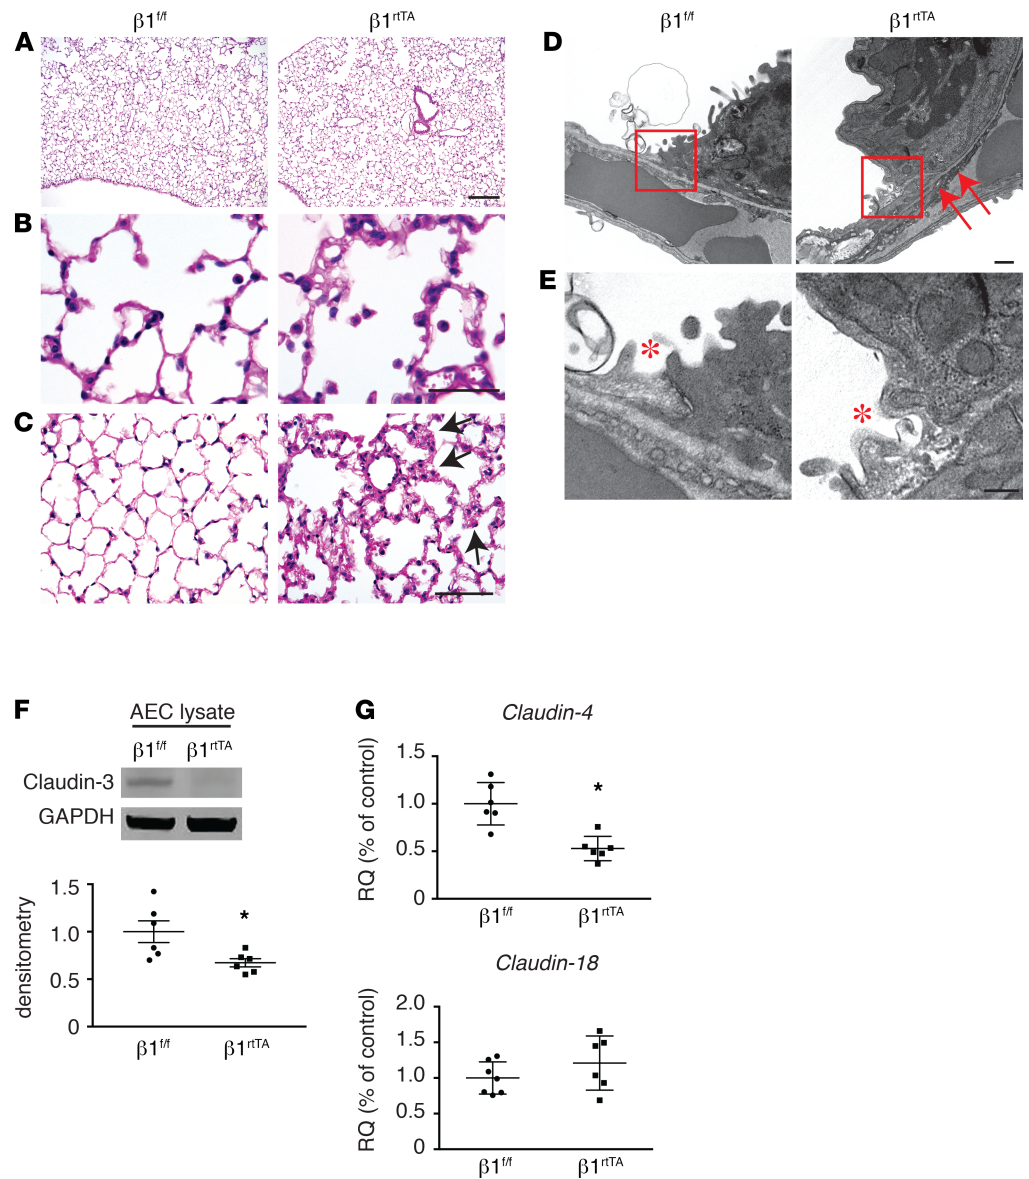 β1f/f β1rtTA
A
B
C
β1f/f β1rtTA
D
E
*
*
F
AEC lysate
β1f/f β1rtTA
Claudin-3
GAPDH
densitometry
1.5
1.0
0.5
0
*
β1f/f β1rtTA
G
Claudin-4
RQ (% of control)
1.5
1.0
0.5
0
*
β1f/f β1rtTA
Claudin-18
RQ (% of control)
2.0
1.5
1.0
0.5
0
β1f/f β1rtTA